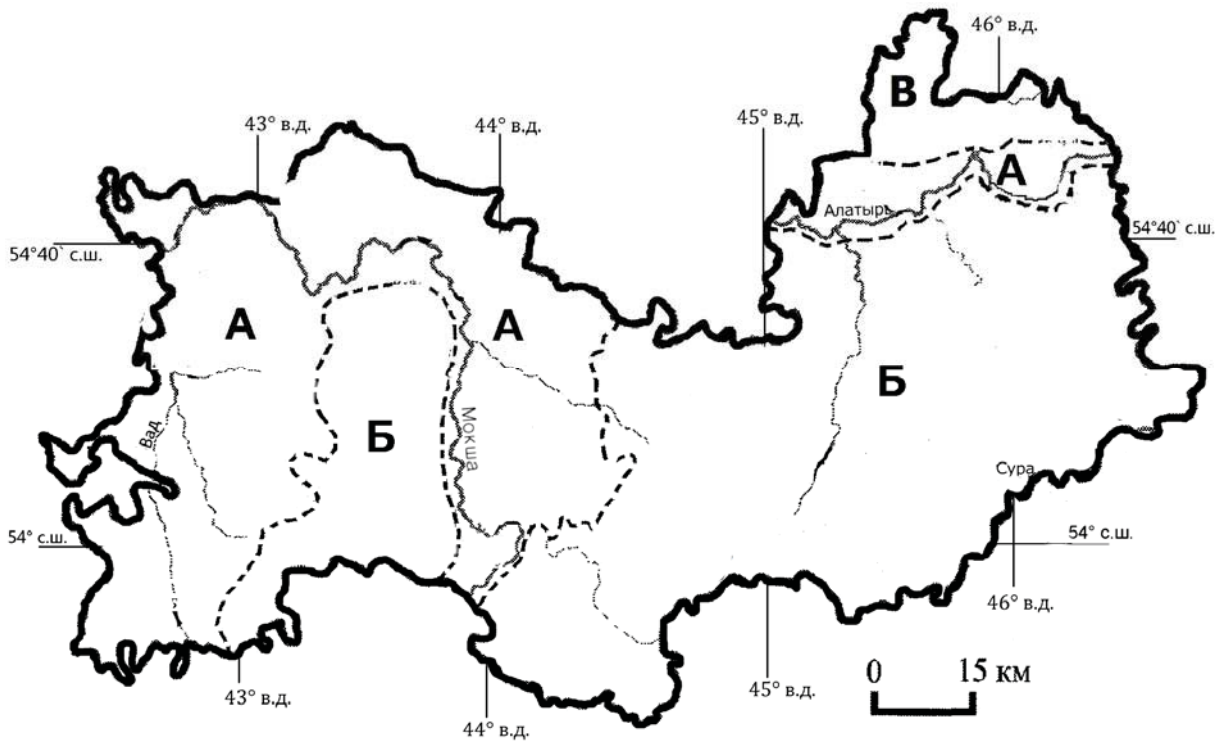 46° в.д.
В
43° в.д.
44° в.д.
45° в.д.
А
Алатырь
54°40` с.ш.
54°40` с.ш.
А
А
Б
Мокша
Вад
Б
Сура
54° с.ш.
54° с.ш.
46° в.д.
43° в.д.
44° в.д.
45° в.д.
0 15 км